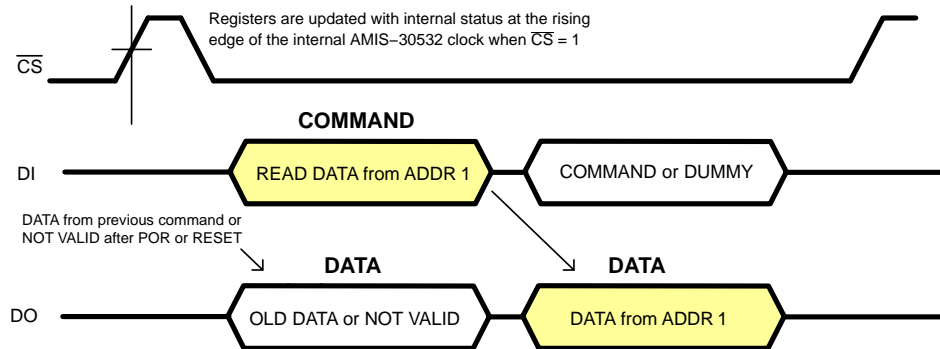 Registers are updated with internal status at the rising
edge of the internal AMIS–30532 clock when C̅S̅ = 1
C̅S̅
COMMAND
DI
READ DATA from ADDR 1
COMMAND or DUMMY
DATA from previous command or
NOT VALID after POR or RESET
DATA
DATA
DO
OLD DATA or NOT VALID
DATA from ADDR 1